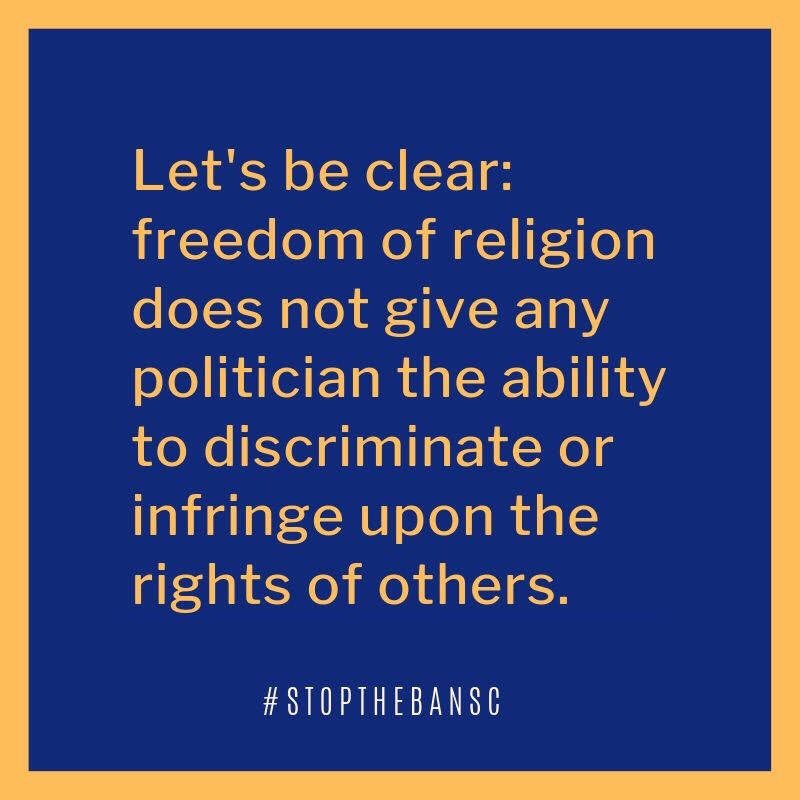 Let's be clear:
freedom of religion
does not give any
politician the ability
to discriminate or
infringe upon the
rights of others.
#STOPTHEBANSC